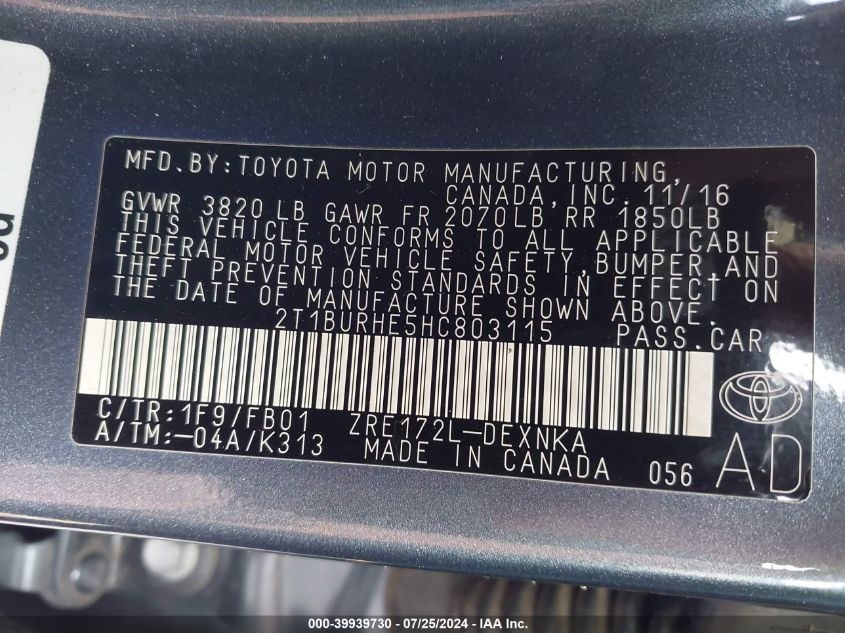 MFD.BY:TOYOTA MOTOR MANUFACTURING,
CANADA,INC. 11/16
GVWR 3820 LB GAWR FR 2070LB RR 1850LB
THIS VEHICLE CONFORMS TO ALL APPLICABLE
FEDERAL MOTOR VEHICLE SAFETY,BUMPER,AND
THEFT PREVENTION STANDARDS IN EFFECT ON
THE DATE OF MANUFACTURE SHOWN ABOVE.
2T1BURHE5HC803115 PASS.CAR
C/TR:1F9/FB01 ZRE172L-DEXNKA
A/TM:-04A/K313 MADE IN CANADA 056
AD
000-39939730 - 07/25/2024 - IAAI.com